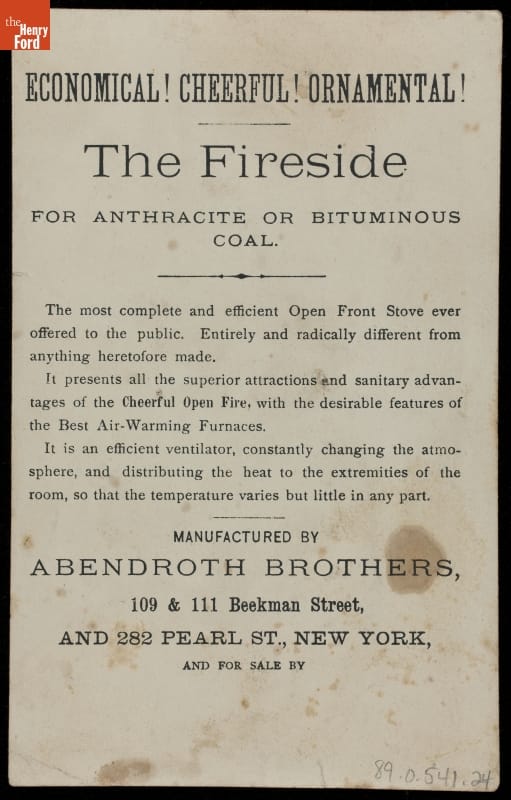 the
Henry
Ford
ECONOMICAL! CHEERFUL! ORNAMENTAL!
The Fireside
FOR ANTHRACITE OR BITUMINOUS
COAL.
The most complete and efficient Open Front Stove ever
offered to the public. Entirely and radically different from
anything heretofore made.
It presents all the superior attractions and sanitary advan-
tages of the Cheerful Open Fire, with the desirable features of
the Best Air-Warming Furnaces.
It is an efficient ventilator, constantly changing the atmo-
sphere, and distributing the heat to the extremities of the
room, so that the temperature varies but little in any part.
MANUFACTURED BY
ABENDROTH BROTHERS,
109 & 111 Beekman Street,
AND 282 PEARL ST., NEW YORK,
AND FOR SALE BY
89.0.541.24